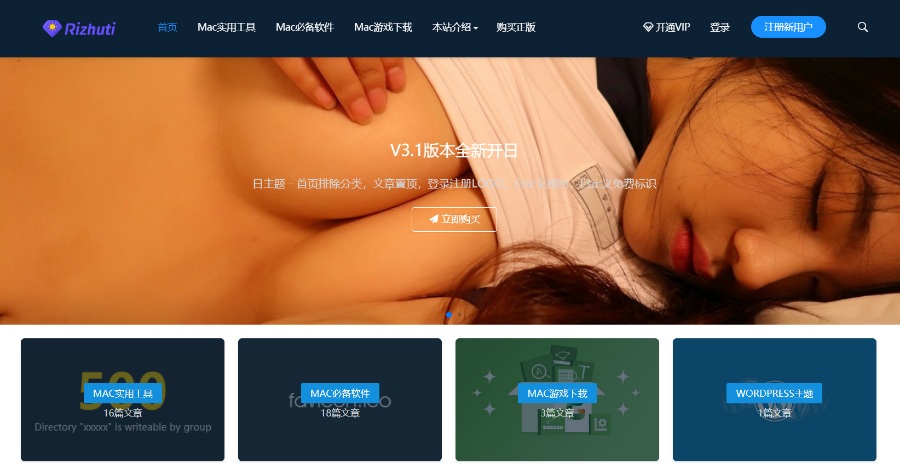 Rizhuti
首页 Mac实用工具 Mac必备软件 Mac游戏下载 本站介绍 购买正版 开通VIP 登录 注册新用户
V3.1版本全新开日
日主题 - 首页排除分类，文章置顶，登录注册LO 免费标识
立即购买
500
MAC实用工具
16篇文章
Directory "xxxxx" is writeable by group
MAC必备软件
favicon.ico
18篇文章
MAC游戏下载
3篇文章
WORDPRESS主题
1篇文章